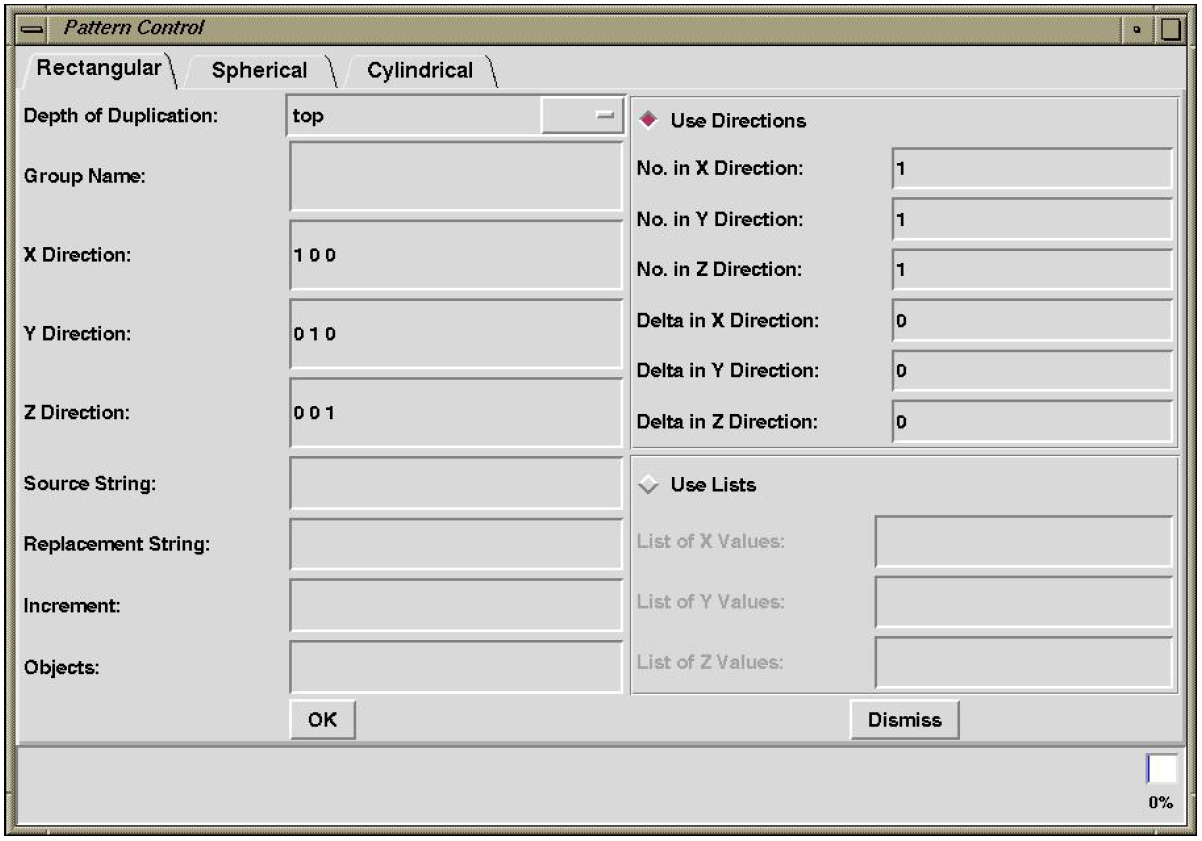 Pattern Control
Rectangular Spherical Cylindrical
Depth of Duplication: top
Group Name:
X Direction: 1 0 0
Y Direction: 0 1 0
Z Direction: 0 0 1
Source String:
Replacement String:
Increment:
Objects:
Use Directions
No. in X Direction: 1
No. in Y Direction: 1
No. in Z Direction: 1
Delta in X Direction: 0
Delta in Y Direction: 0
Delta in Z Direction: 0
Use Lists
List of X Values:
List of Y Values:
List of Z Values:
OK Dismiss
0%